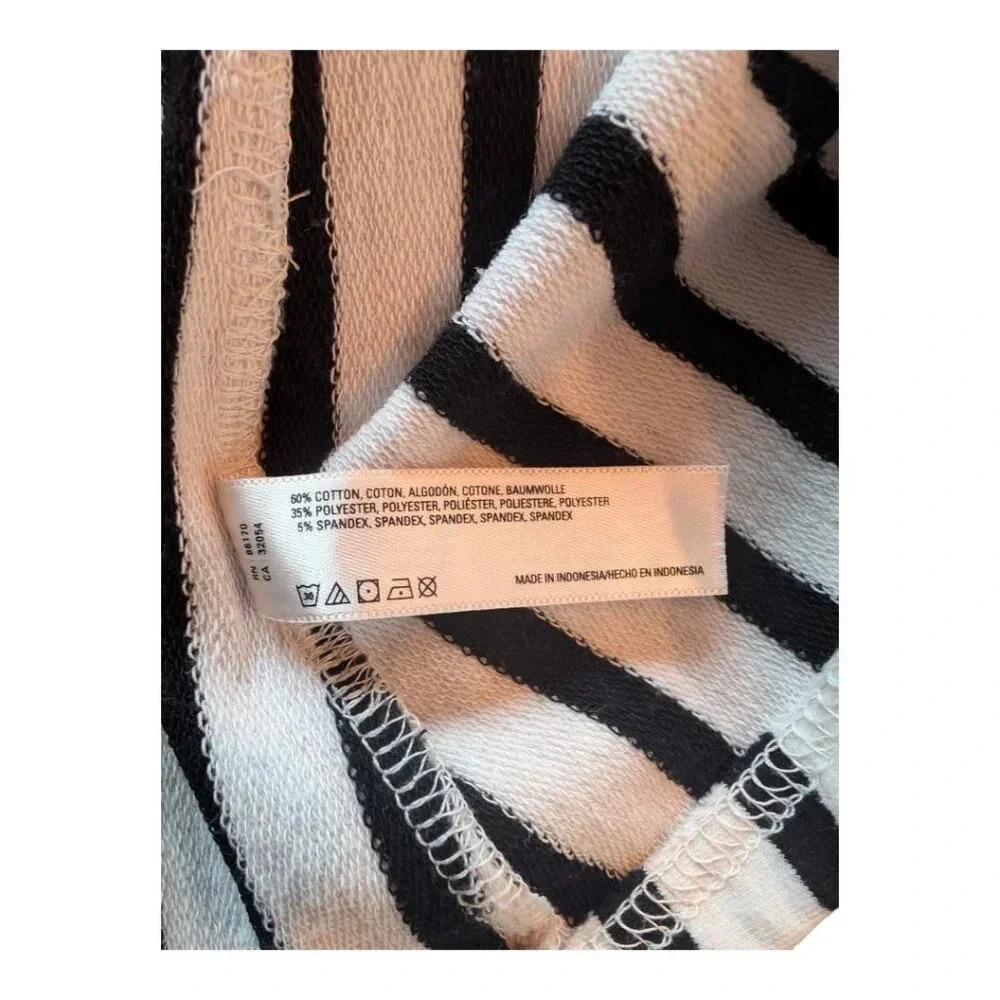 60% COTTON, COTON, ALGODÓN, COTONE, BAUMWOLLE
35% POLYESTER, POLYESTER, POLIÉSTER, POLIESTERE, POLYESTER
5% SPANDEX, SPANDEX, SPANDEX, SPANDEX, SPANDEX
RN 66170
CA 32054
30
MADE IN INDONESIA/HECHO EN INDONESIA